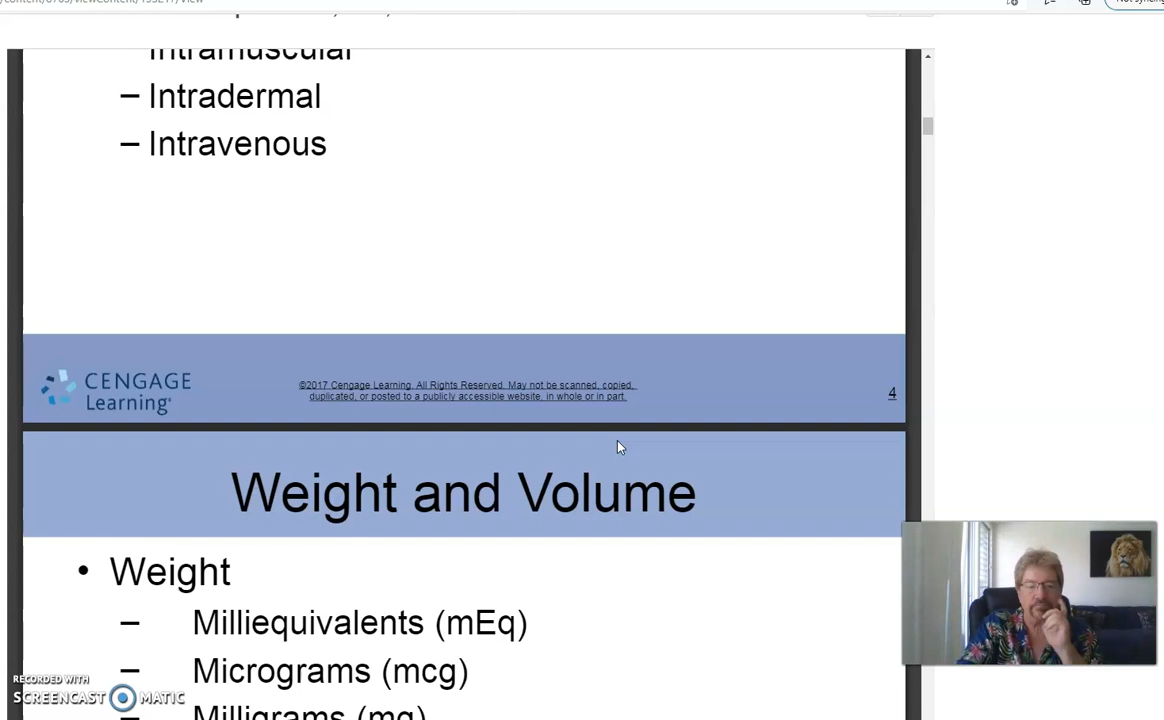 Intramuscular
– Intradermal
– Intravenous
CENGAGE
Learning
©2017 Cengage Learning. All Rights Reserved. May not be scanned, copied,
duplicated, or posted to a publicly accessible website, in whole or in part.
4
Weight and Volume
• Weight
– Milliequivalents (mEq)
– Micrograms (mcg)
– Milligrams (mg)
RECORDED WITH
SCREENCAST MATIC